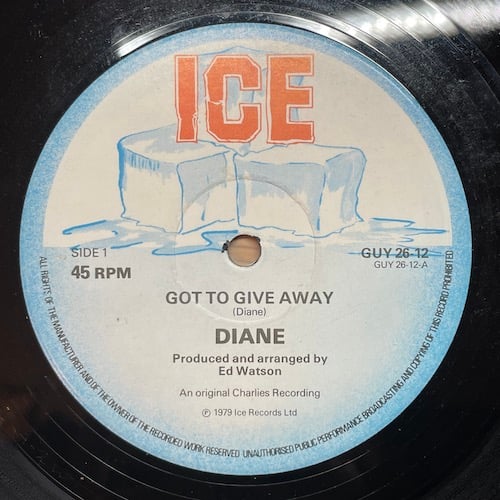 ICE
SIDE 1
45 RPM
GUY 26-12
GUY 26-12-A
GOT TO GIVE AWAY
(Diane)
DIANE
Produced and arranged by
Ed Watson
An original Charlies Recording
℗ 1979 Ice Records Ltd
ALL RIGHTS OF THE MANUFACTURER AND OF THE OWNER OF THE RECORDED WORK RESERVED · UNAUTHORISED PUBLIC PERFORMANCE BROADCASTING AND COPYING OF THIS RECORD PROHIBITED